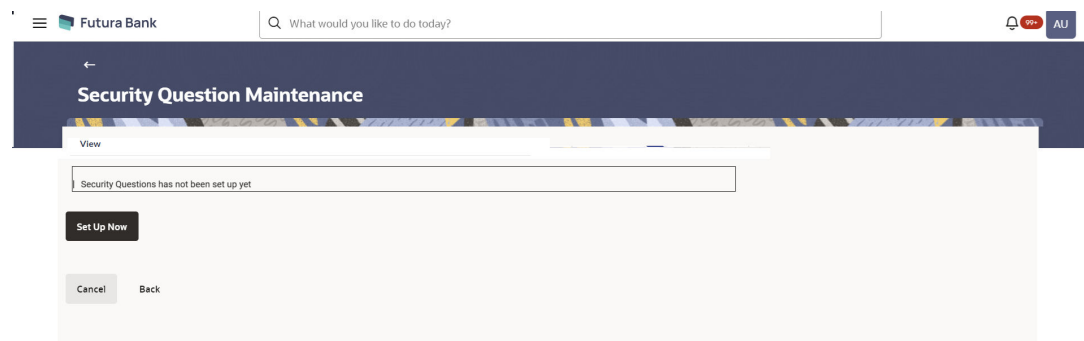 Futura Bank
What would you like to do today?
99+
AU
Security Question Maintenance
View
Security Questions has not been set up yet
Set Up Now
Cancel
Back